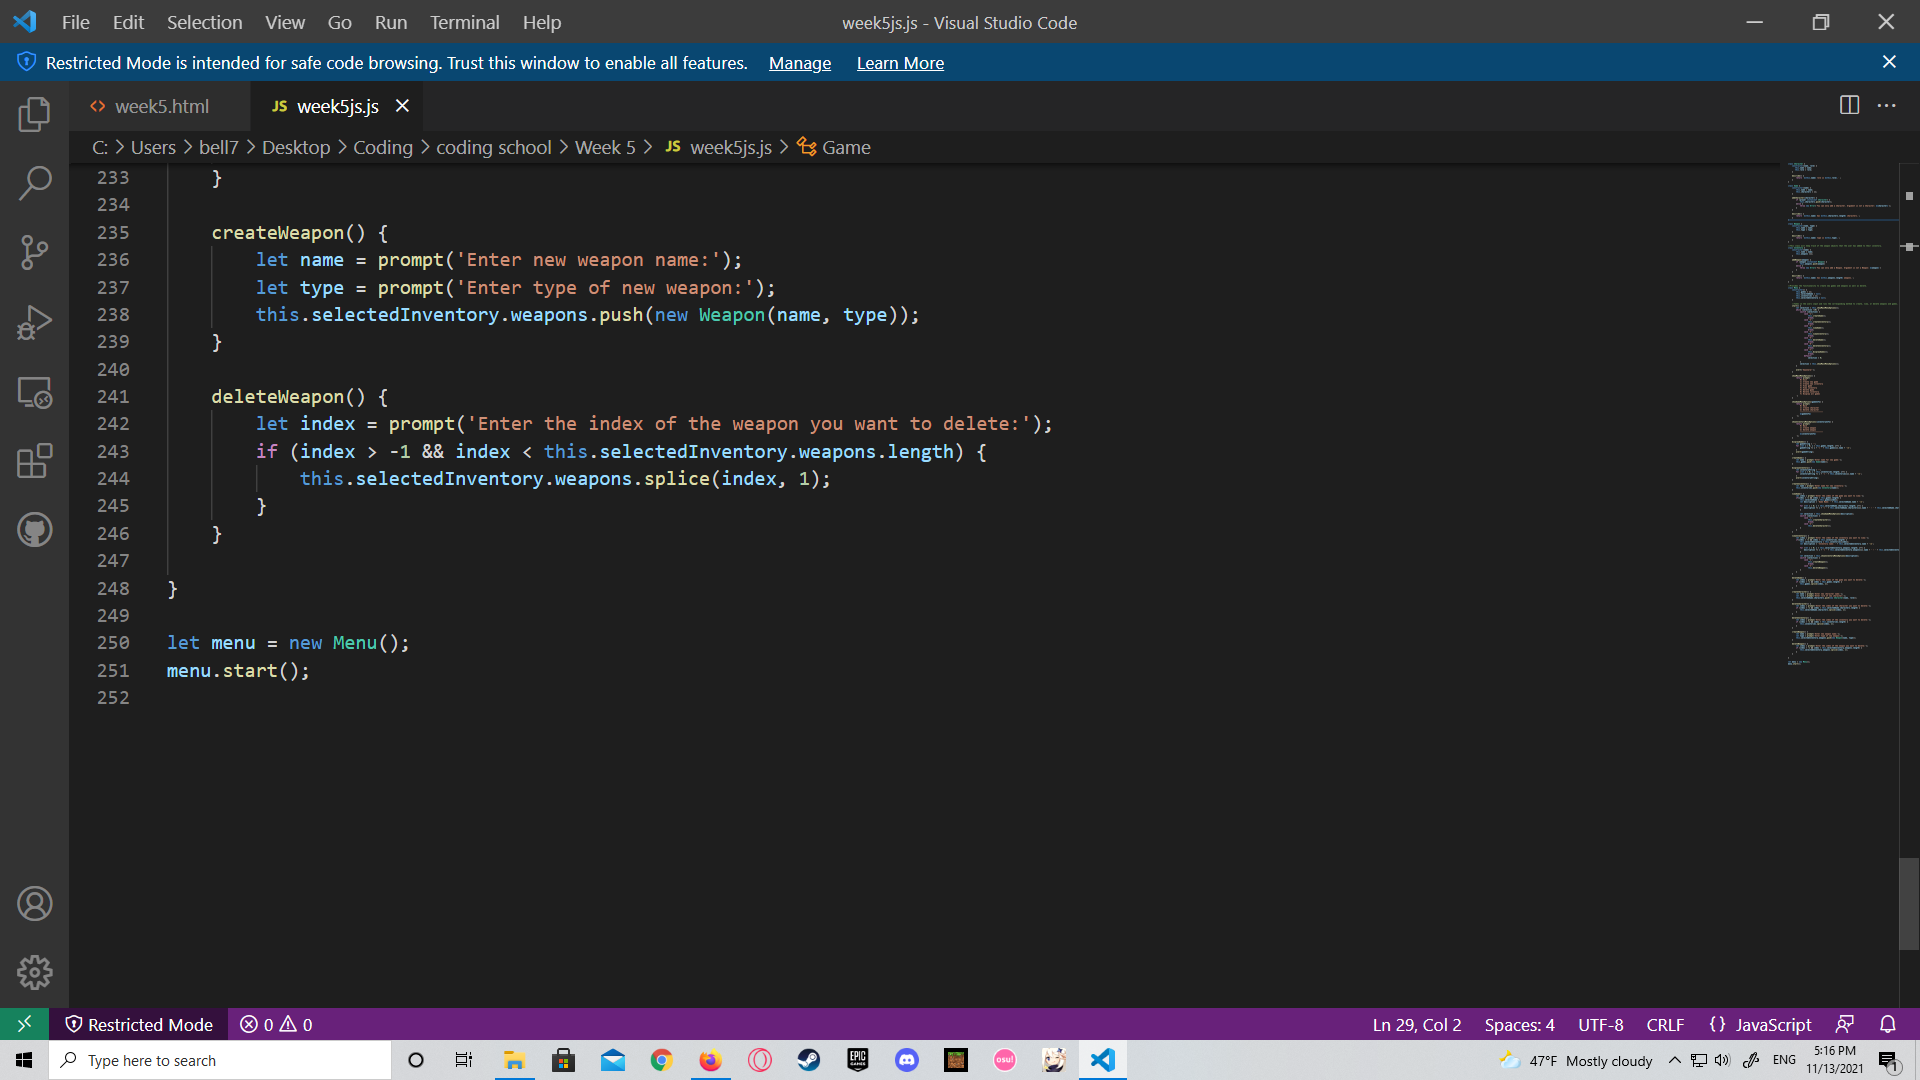 File Edit Selection View Go Run Terminal Help week5js.js - Visual Studio Code
Restricted Mode is intended for safe code browsing. Trust this window to enable all features. Manage Learn More
week5.html JS week5js.js
C: > Users > bell7 > Desktop > Coding > coding school > Week 5 > JS week5js.js > Game
233 }
234
235 createWeapon() {
236 let name = prompt('Enter new weapon name:');
237 let type = prompt('Enter type of new weapon:');
238 this.selectedInventory.weapons.push(new Weapon(name, type));
239 }
240
241 deleteWeapon() {
242 let index = prompt('Enter the index of the weapon you want to delete:');
243 if (index > -1 && index < this.selectedInventory.weapons.length) {
244 this.selectedInventory.weapons.splice(index, 1);
245 }
246 }
247
248 }
249
250 let menu = new Menu();
251 menu.start();
252
Restricted Mode 0 0 Ln 29, Col 2 Spaces: 4 UTF-8 CRLF {} JavaScript
Type here to search EPIC GAMES osu! 47°F Mostly cloudy ENG 5:16 PM
11/13/2021 1